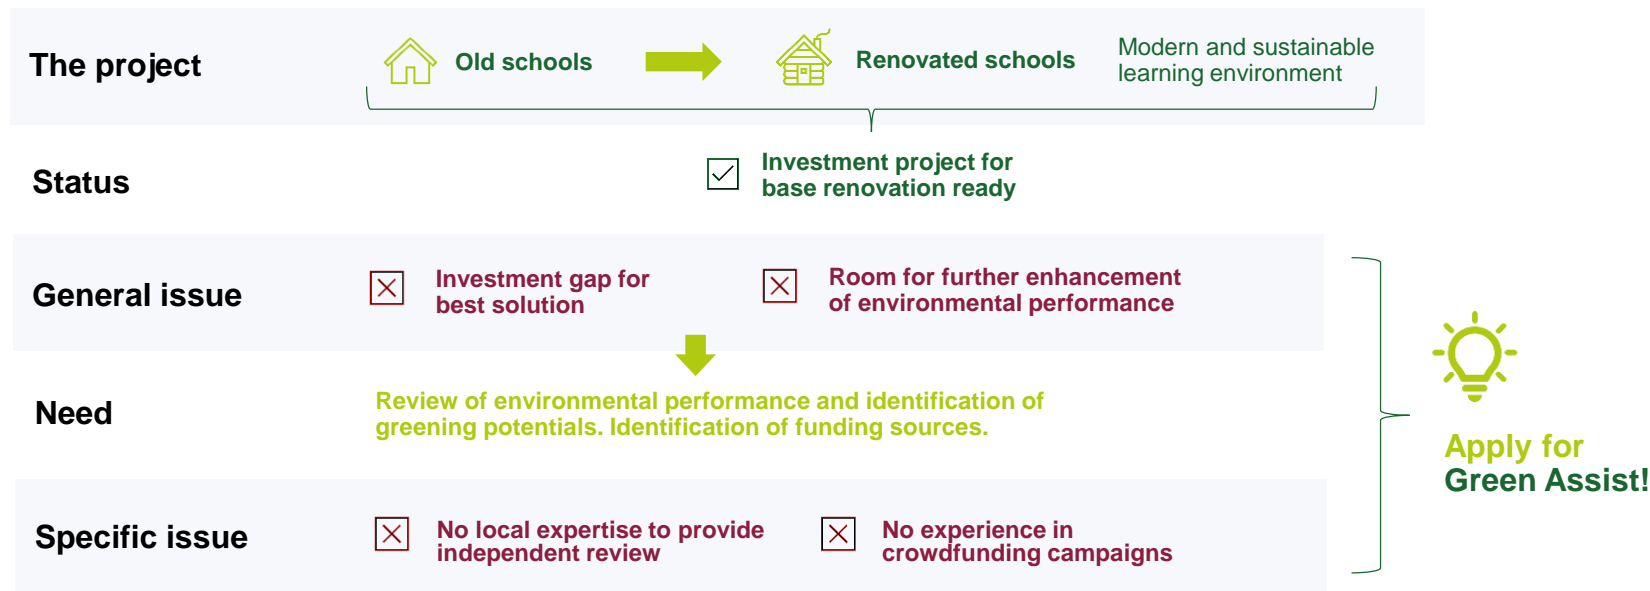 The project
Old schools
Renovated schools
Modern and sustainable
learning environment
Status
Investment project for
base renovation ready
General issue
Investment gap for
best solution
Room for further enhancement
of environmental performance
Need
Review of environmental performance and identification of
greening potentials. Identification of funding sources.
Specific issue
No local expertise to provide
independent review
No experience in
crowdfunding campaigns
Apply for
Green Assist!